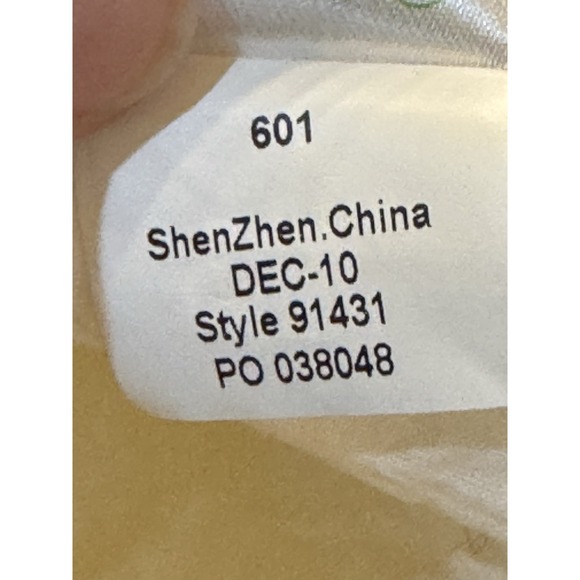 601
ShenZhen.China
DEC-10
Style 91431
PO 038048